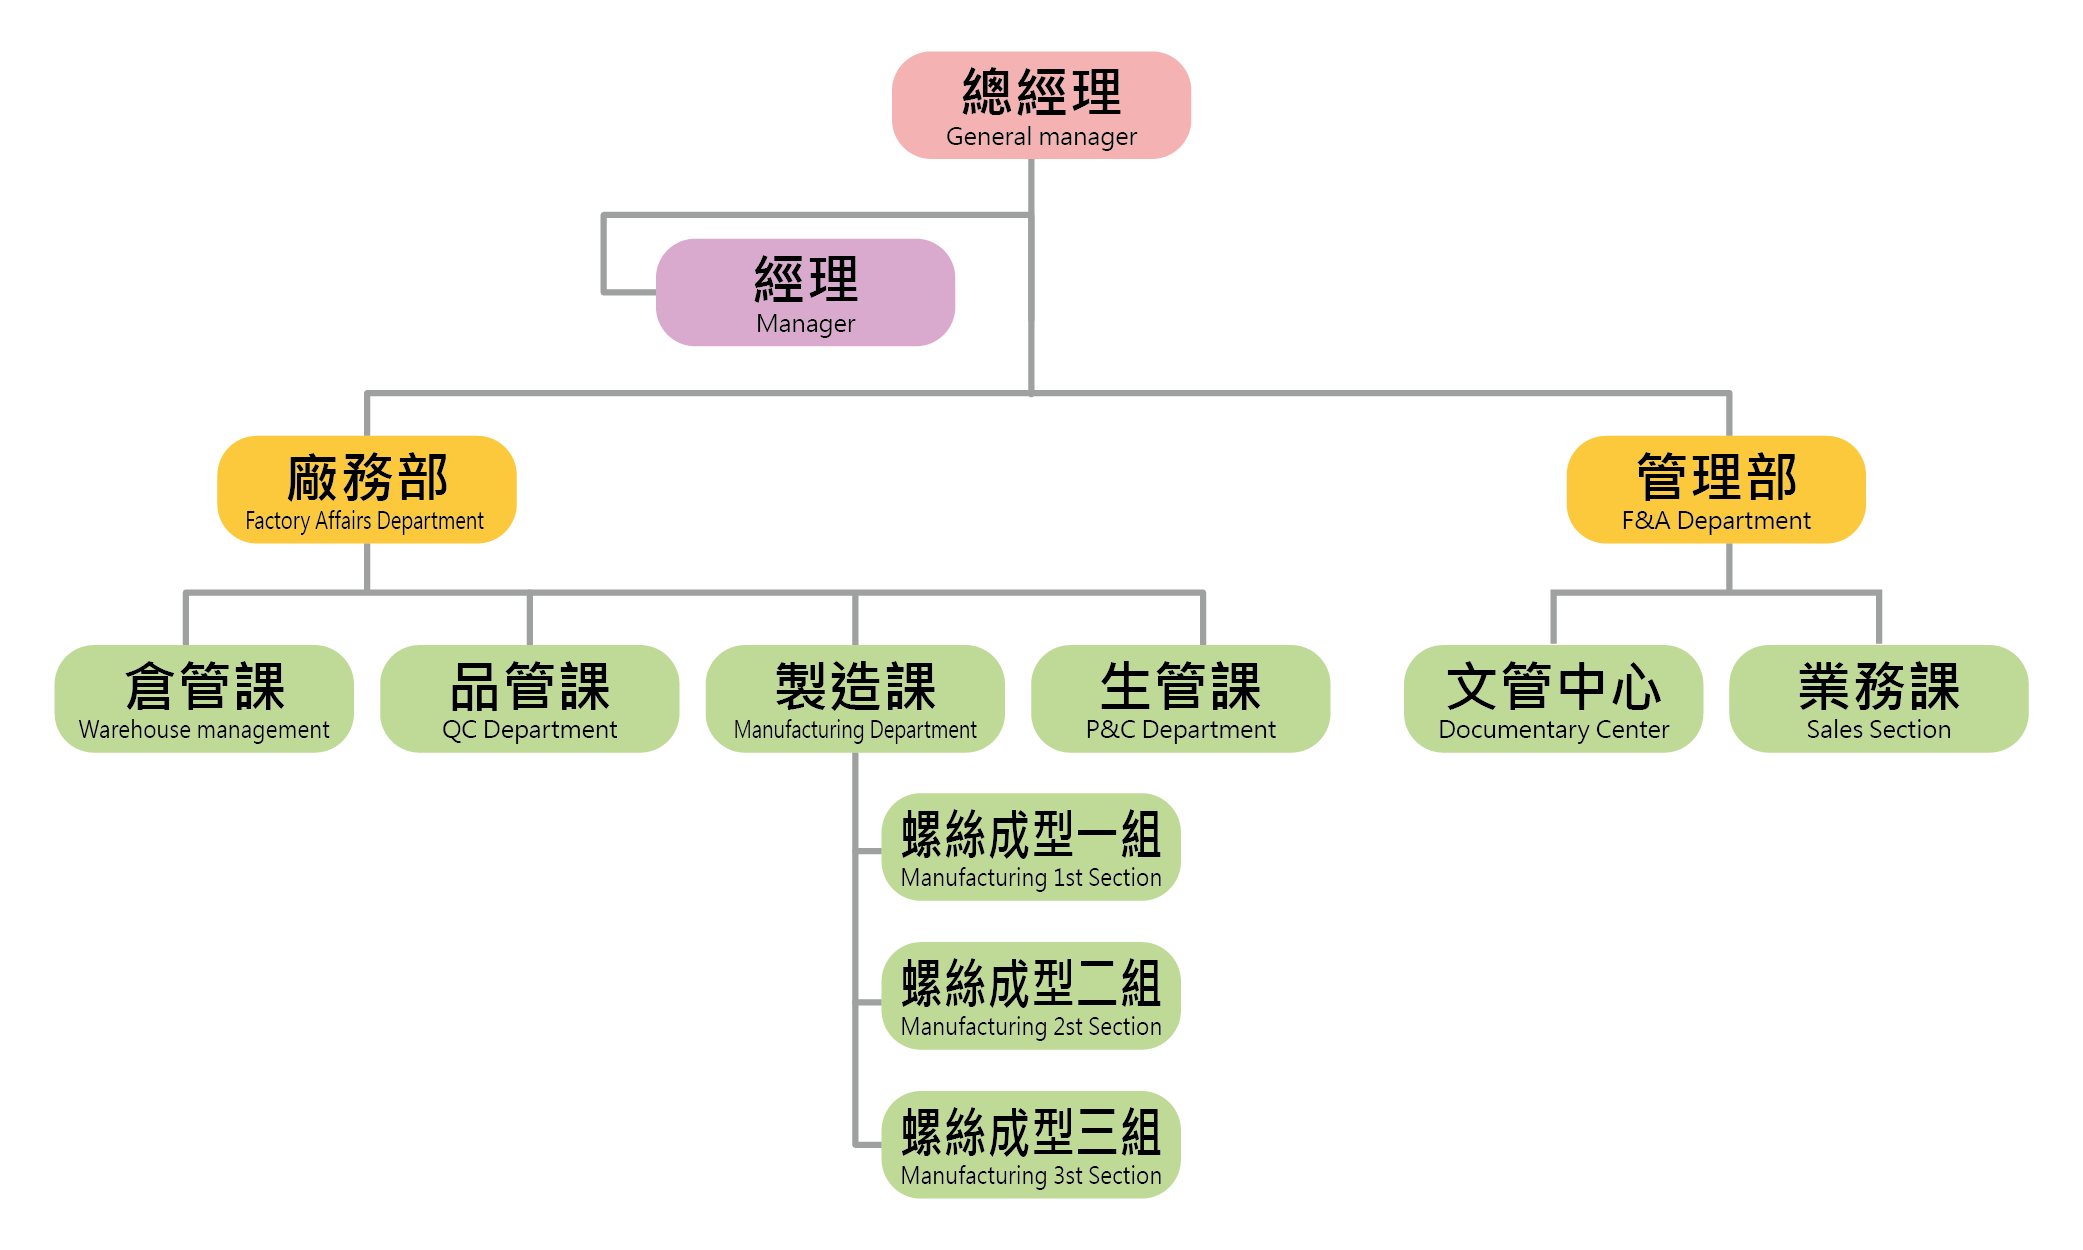 總經理
General manager
經理
Manager
廠務部
Factory Affairs Department
管理部
F&A Department
倉管課
Warehouse management
品管課
QC Department
製造課
Manufacturing Department
生管課
P&C Department
文管中心
Documentary Center
業務課
Sales Section
螺絲成型一組
Manufacturing 1st Section
螺絲成型二組
Manufacturing 2st Section
螺絲成型三組
Manufacturing 3st Section